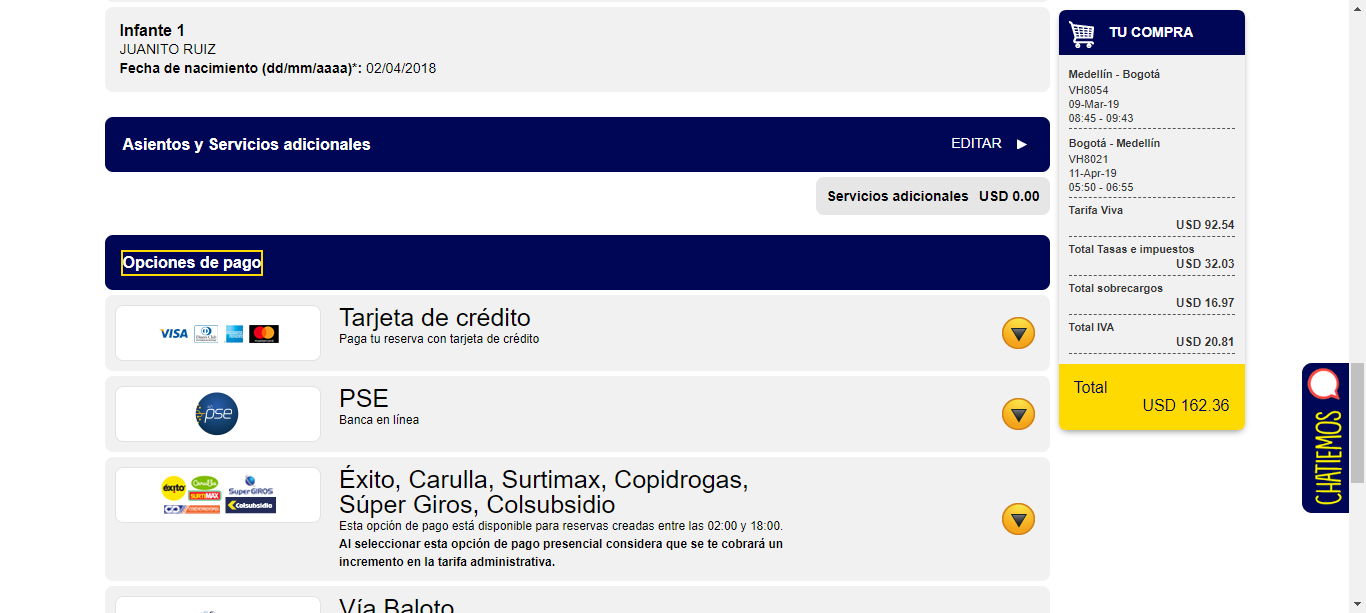 Infante 1
JUANITO RUIZ
Fecha de nacimiento (dd/mm/aaaa)*: 02/04/2018
Asientos y Servicios adicionales
EDITAR
Servicios adicionales USD 0.00
Opciones de pago
VISA
Tarjeta de crédito
Paga tu reserva con tarjeta de crédito
pse
PSE
Banca en línea
éxito
Carulla
SURTIMAX
SuperGIROS
Colsubsidio
Éxito, Carulla, Surtimax, Copidrogas,
Súper Giros, Colsubsidio
Esta opción de pago está disponible para reservas creadas entre las 02:00 y 18:00.
Al seleccionar esta opción de pago presencial considera que se te cobrará un
incremento en la tarifa administrativa.
Vía Baloto
TU COMPRA
Medellín - Bogotá
VH8054
09-Mar-19
08:45 - 09:43
Bogotá - Medellín
VH8021
11-Apr-19
05:50 - 06:55
Tarifa Viva
USD 92.54
Total Tasas e impuestos
USD 32.03
Total sobrecargos
USD 16.97
Total IVA
USD 20.81
Total
USD 162.36
CHATIEMOS